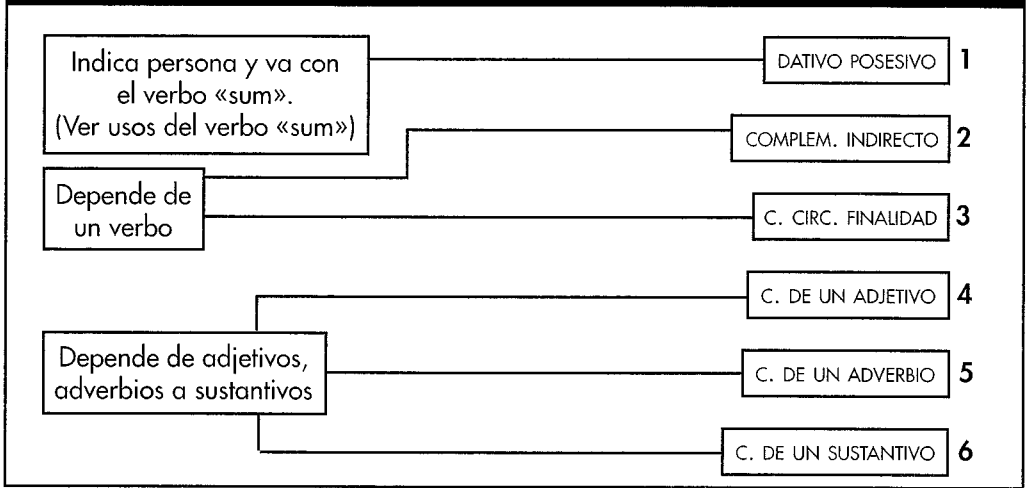 Indica persona y va con
el verbo «sum».
(Ver usos del verbo «sum»)
DATIVO POSESIVO 1
COMPLEM. INDIRECTO 2
Depende de
un verbo
C. CIRC. FINALIDAD 3
C. DE UN ADJETIVO 4
Depende de adjetivos,
adverbios a sustantivos
C. DE UN ADVERBIO 5
C. DE UN SUSTANTIVO 6